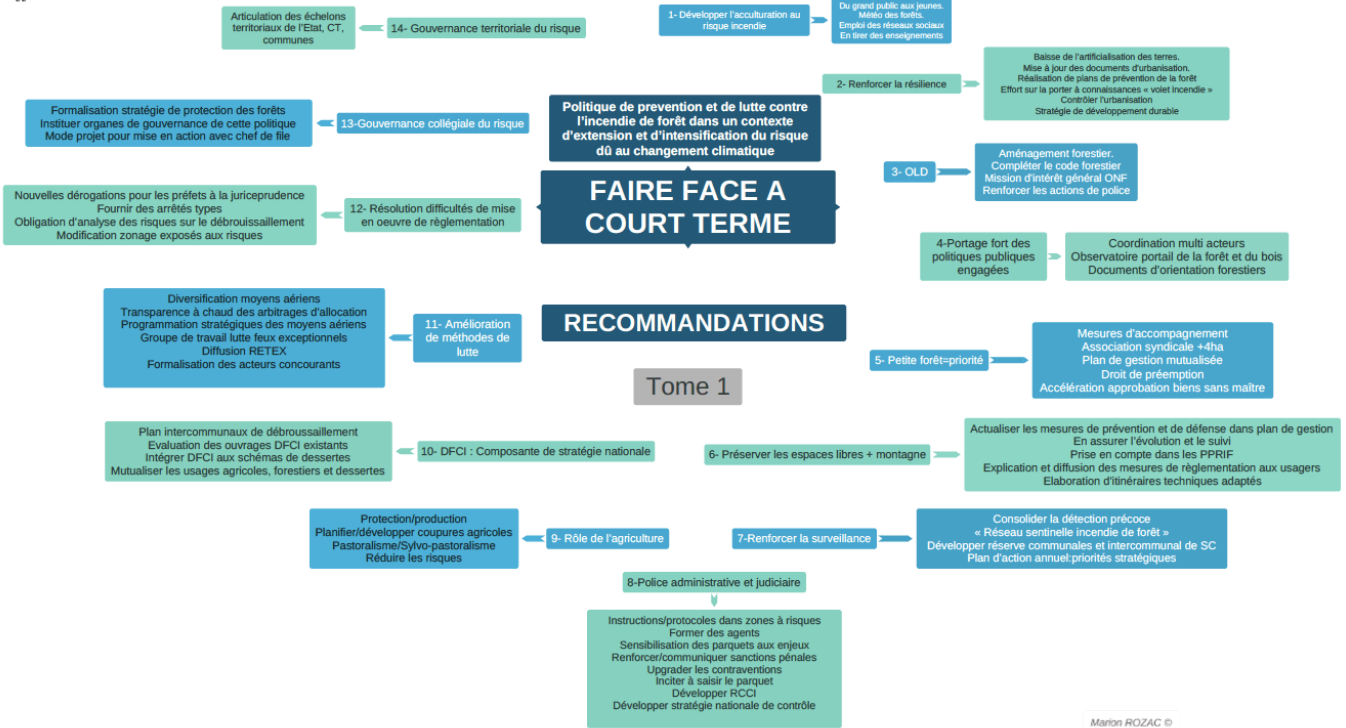 Politique de prevention et de lutte contre
l'incendie de forêt dans un contexte
d'extension et d'intensification du risque
dû au changement climatique
FAIRE FACE A
COURT TERME
RECOMMANDATIONS
Tome 1
1- Développer l'acculturation au
risque incendie
Du grand public aux jeunes.
Météo des forêts.
Emploi des réseaux sociaux
En tirer des enseignements
2- Renforcer la résilience
Baisse de l'artificialisation des terres.
Mise à jour des documents d'urbanisation.
Réalisation de plans de prévention de la forêt
Effort sur la porter à connaissances « volet incendie »
Contrôler l'urbanisation
Stratégie de développement durable
3- OLD
Aménagement forestier.
Compléter le code forestier
Mission d'intérêt général ONF
Renforcer les actions de police
4-Portage fort des
politiques publiques
engagées
Coordination multi acteurs
Observatoire portail de la forêt et du bois
Documents d'orientation forestiers
5- Petite forêt=priorité
Mesures d'accompagnement
Association syndicale +4ha
Plan de gestion mutualisée
Droit de préemption
Accélération approbation biens sans maître
6- Préserver les espaces libres + montagne
Actualiser les mesures de prévention et de défense dans plan de gestion
En assurer l'évolution et le suivi
Prise en compte dans les PPRIF
Explication et diffusion des mesures de règlementation aux usagers
Elaboration d'itinéraires techniques adaptés
7-Renforcer la surveillance
Consolider la détection précoce
« Réseau sentinelle incendie de forêt »
Développer réserve communales et intercommunal de SC
Plan d'action annuel:priorités stratégiques
8-Police administrative et judiciaire
Instructions/protocoles dans zones à risques
Former des agents
Sensibilisation des parquets aux enjeux
Renforcer/communiquer sanctions pénales
Upgrader les contraventions
Inciter à saisir le parquet
Développer RCCI
Développer stratégie nationale de contrôle
9- Rôle de l'agriculture
Protection/production
Planifier/développer coupures agricoles
Pastoralisme/Sylvo-pastoralisme
Réduire les risques
10- DFCI : Composante de stratégie nationale
Plan intercommunaux de débroussaillement
Evaluation des ouvrages DFCI existants
Intégrer DFCI aux schémas de dessertes
Mutualiser les usages agricoles, forestiers et dessertes
11- Amélioration
de méthodes de
lutte
Diversification moyens aériens
Transparence à chaud des arbitrages d'allocation
Programmation stratégiques des moyens aériens
Groupe de travail lutte feux exceptionnels
Diffusion RETEX
Formalisation des acteurs concourants
12- Résolution difficultés de mise
en oeuvre de règlementation
Nouvelles dérogations pour les préfets à la juriceprudence
Fournir des arrêtés types
Obligation d'analyse des risques sur le débrouissaillement
Modification zonage exposés aux risques
13-Gouvernance collégiale du risque
Formalisation stratégie de protection des forêts
Instituer organes de gouvernance de cette politique
Mode projet pour mise en action avec chef de file
14- Gouvernance territoriale du risque
Articulation des échelons
territoriaux de l'Etat, CT,
communes
Marion ROZAC ©